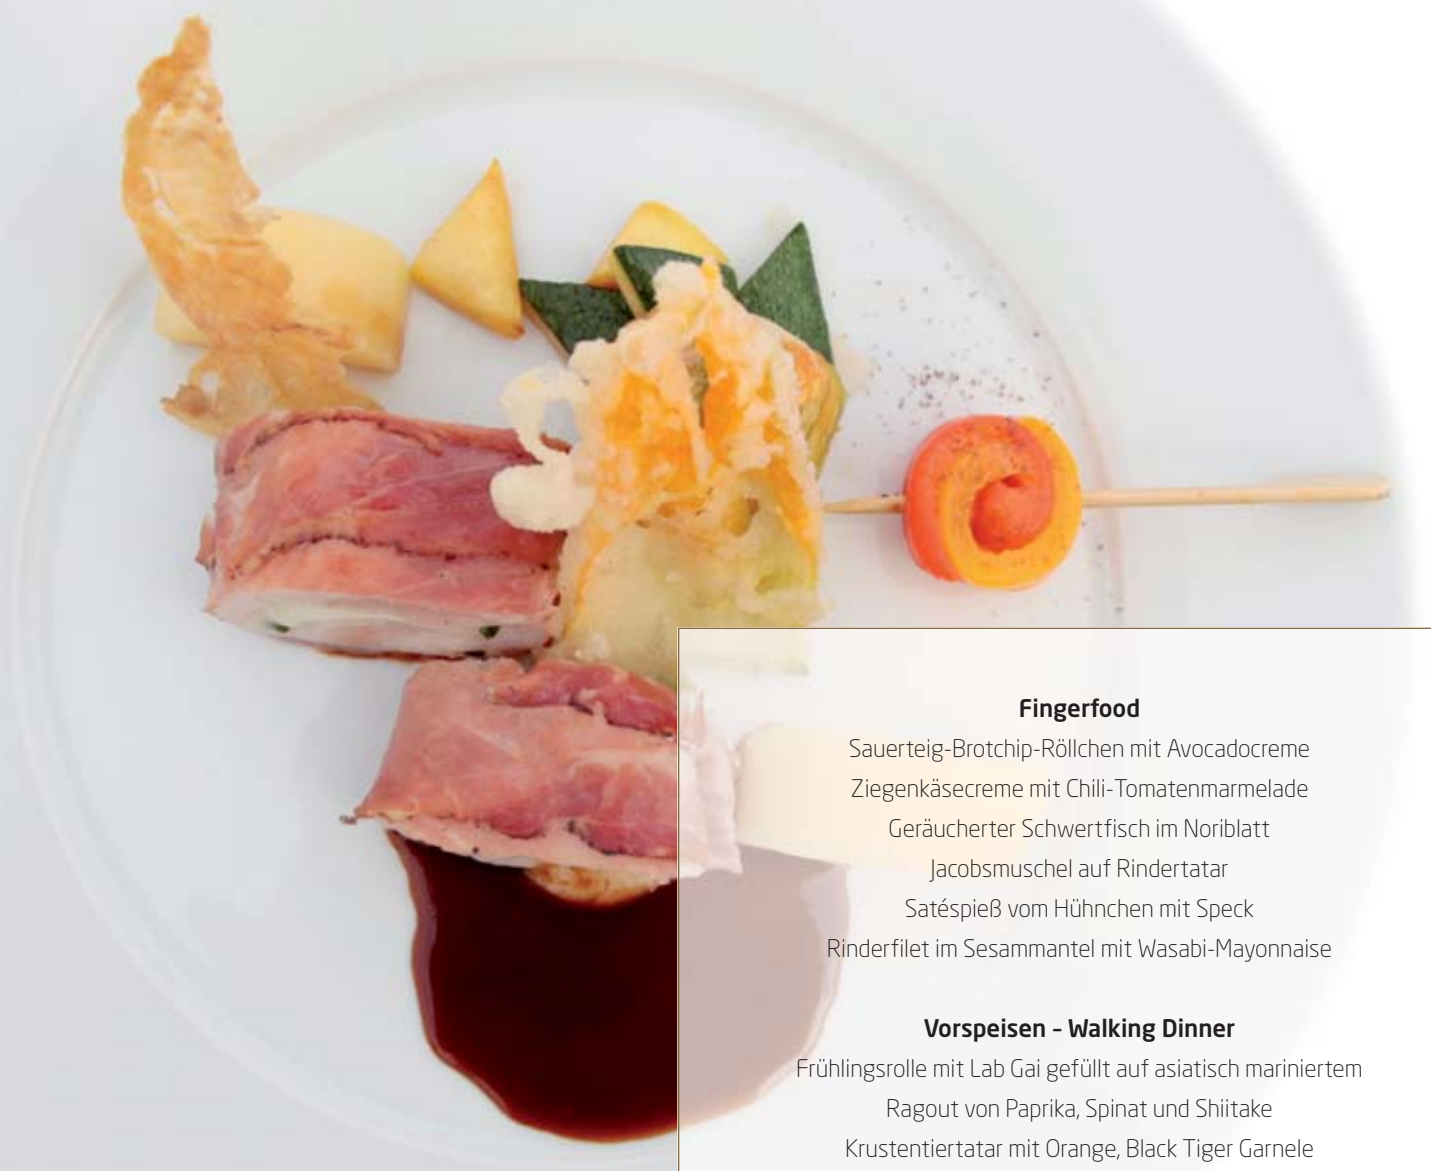 Fingerfood
Sauerteig-Brotchip-Röllchen mit Avocadocreme
Ziegenkäsecreme mit Chili-Tomatenmarmelade
Geräucherter Schwertfisch im Noriblatt
Jacobsmuschel auf Rindertatar
Satéspieß vom Hühnchen mit Speck
Rinderfilet im Sesammantel mit Wasabi-Mayonnaise
Vorspeisen – Walking Dinner
Frühlingsrolle mit Lab Gai gefüllt auf asiatisch mariniertem
Ragout von Paprika, Spinat und Shiitake
Krustentiertatar mit Orange, Black Tiger Garnele